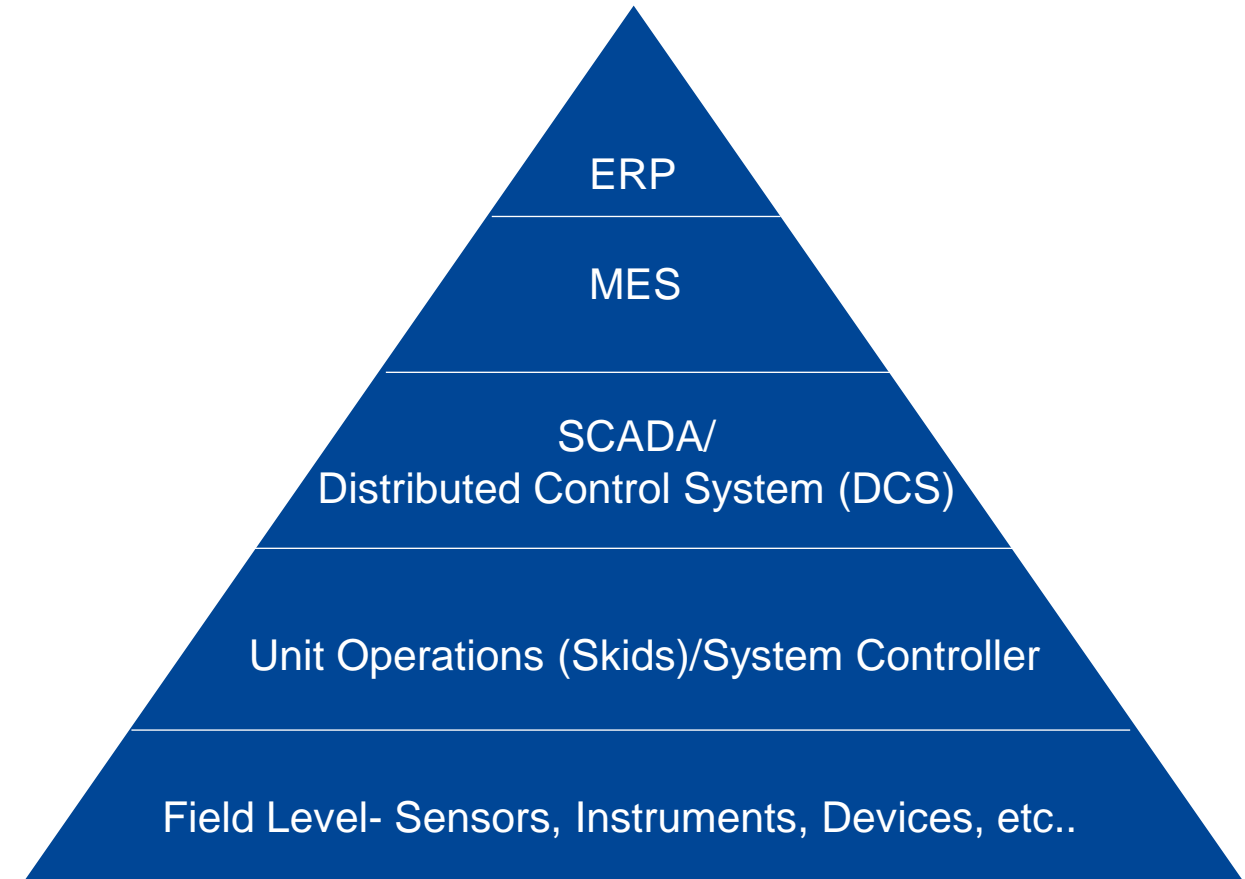 ERP
MES
SCADA/
Distributed Control System (DCS)
Unit Operations (Skids)/System Controller
Field Level- Sensors, Instruments, Devices, etc..